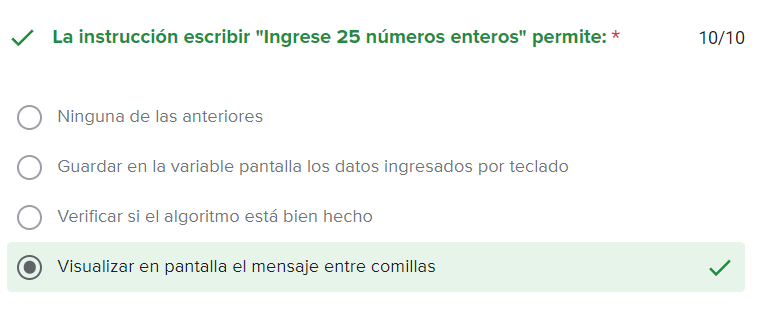 La instrucción escribir "Ingrese 25 números enteros" permite: * 10/10
Ninguna de las anteriores
Guardar en la variable pantalla los datos ingresados por teclado
Verificar si el algoritmo está bien hecho
Visualizar en pantalla el mensaje entre comillas